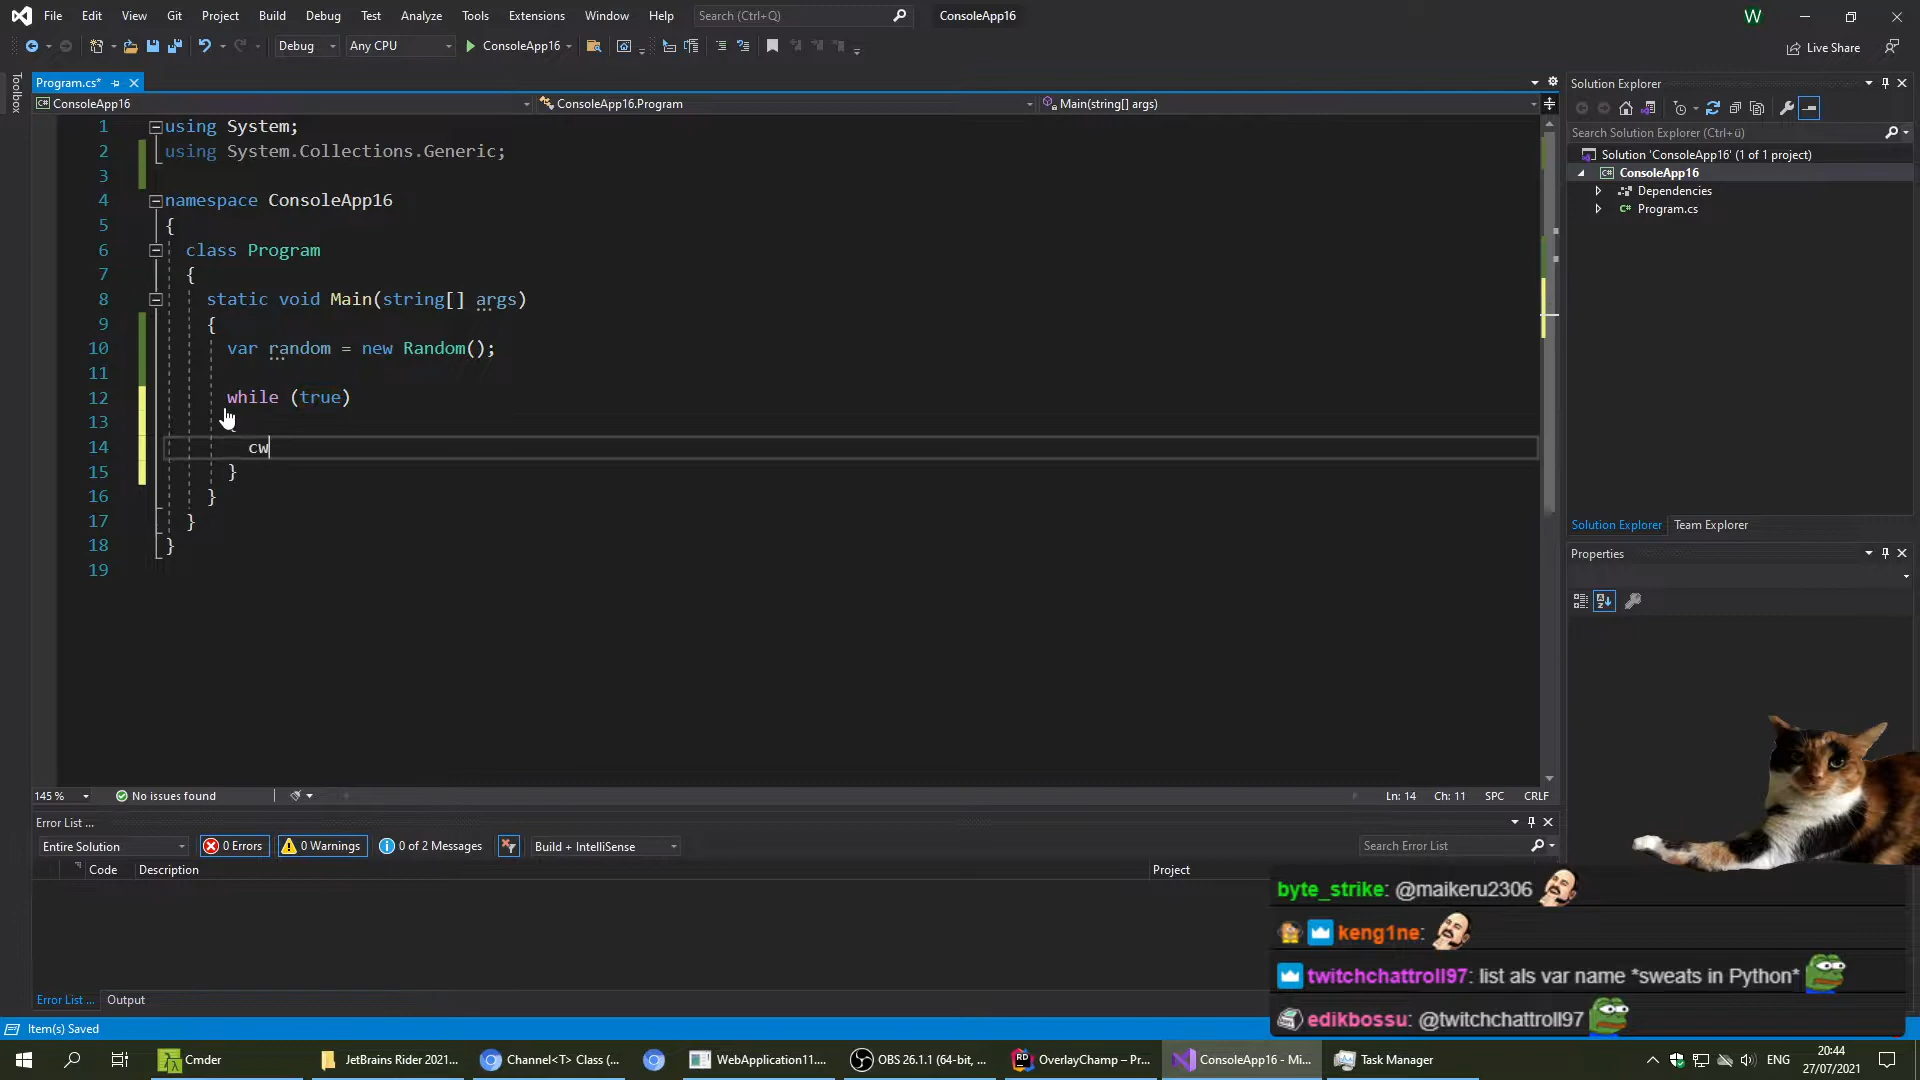 File Edit View Git Project Build Debug Test Analyze Tools Extensions Window Help Search (Ctrl+Q) ConsoleApp16 W
Debug Any CPU ConsoleApp16 Live Share
Toolbox
Program.cs*
ConsoleApp16 ConsoleApp16.Program Main(string[] args)
1 using System;
2 using System.Collections.Generic;
3
4 namespace ConsoleApp16
5 {
6 class Program
7 {
8 static void Main(string[] args)
9 {
10 var random = new Random();
11
12 while (true)
13 {
14 cw
15 }
16 }
17 }
18 }
19
145 % No issues found Ln: 14 Ch: 11 SPC CRLF
Error List ...
Entire Solution 0 Errors 0 Warnings 0 of 2 Messages Build + IntelliSense Search Error List
Code Description Project
Error List ... Output
Item(s) Saved
Solution Explorer
Search Solution Explorer (Ctrl+ü)
Solution 'ConsoleApp16' (1 of 1 project)
ConsoleApp16
Dependencies
Program.cs
Solution Explorer Team Explorer
Properties
byte_strike: @maikeru2306
keng1ne:
twitchchattroll97: list als var name *sweats in Python*
edikbossu: @twitchchattroll97
Cmder JetBrains Rider 2021... Channel<T> Class (... WebApplication11.... OBS 26.1.1 (64-bit, ... OverlayChamp – Pr... ConsoleApp16 - Mi... Task Manager ENG 20:44
27/07/2021